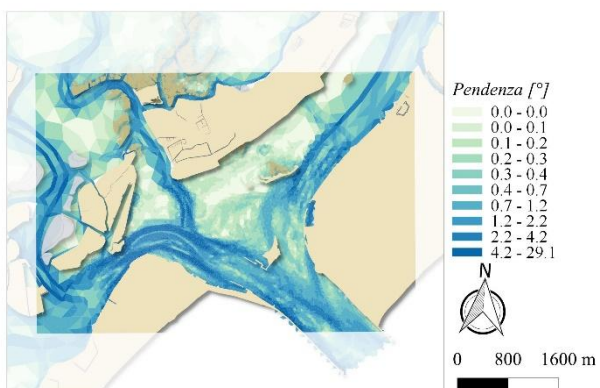 Pendenza [°]
0.0 - 0.0
0.0 - 0.1
0.1 - 0.2
0.2 - 0.3
0.3 - 0.4
0.4 - 0.7
0.7 - 1.2
1.2 - 2.2
2.2 - 4.2
4.2 - 29.1
N
0 800 1600 m